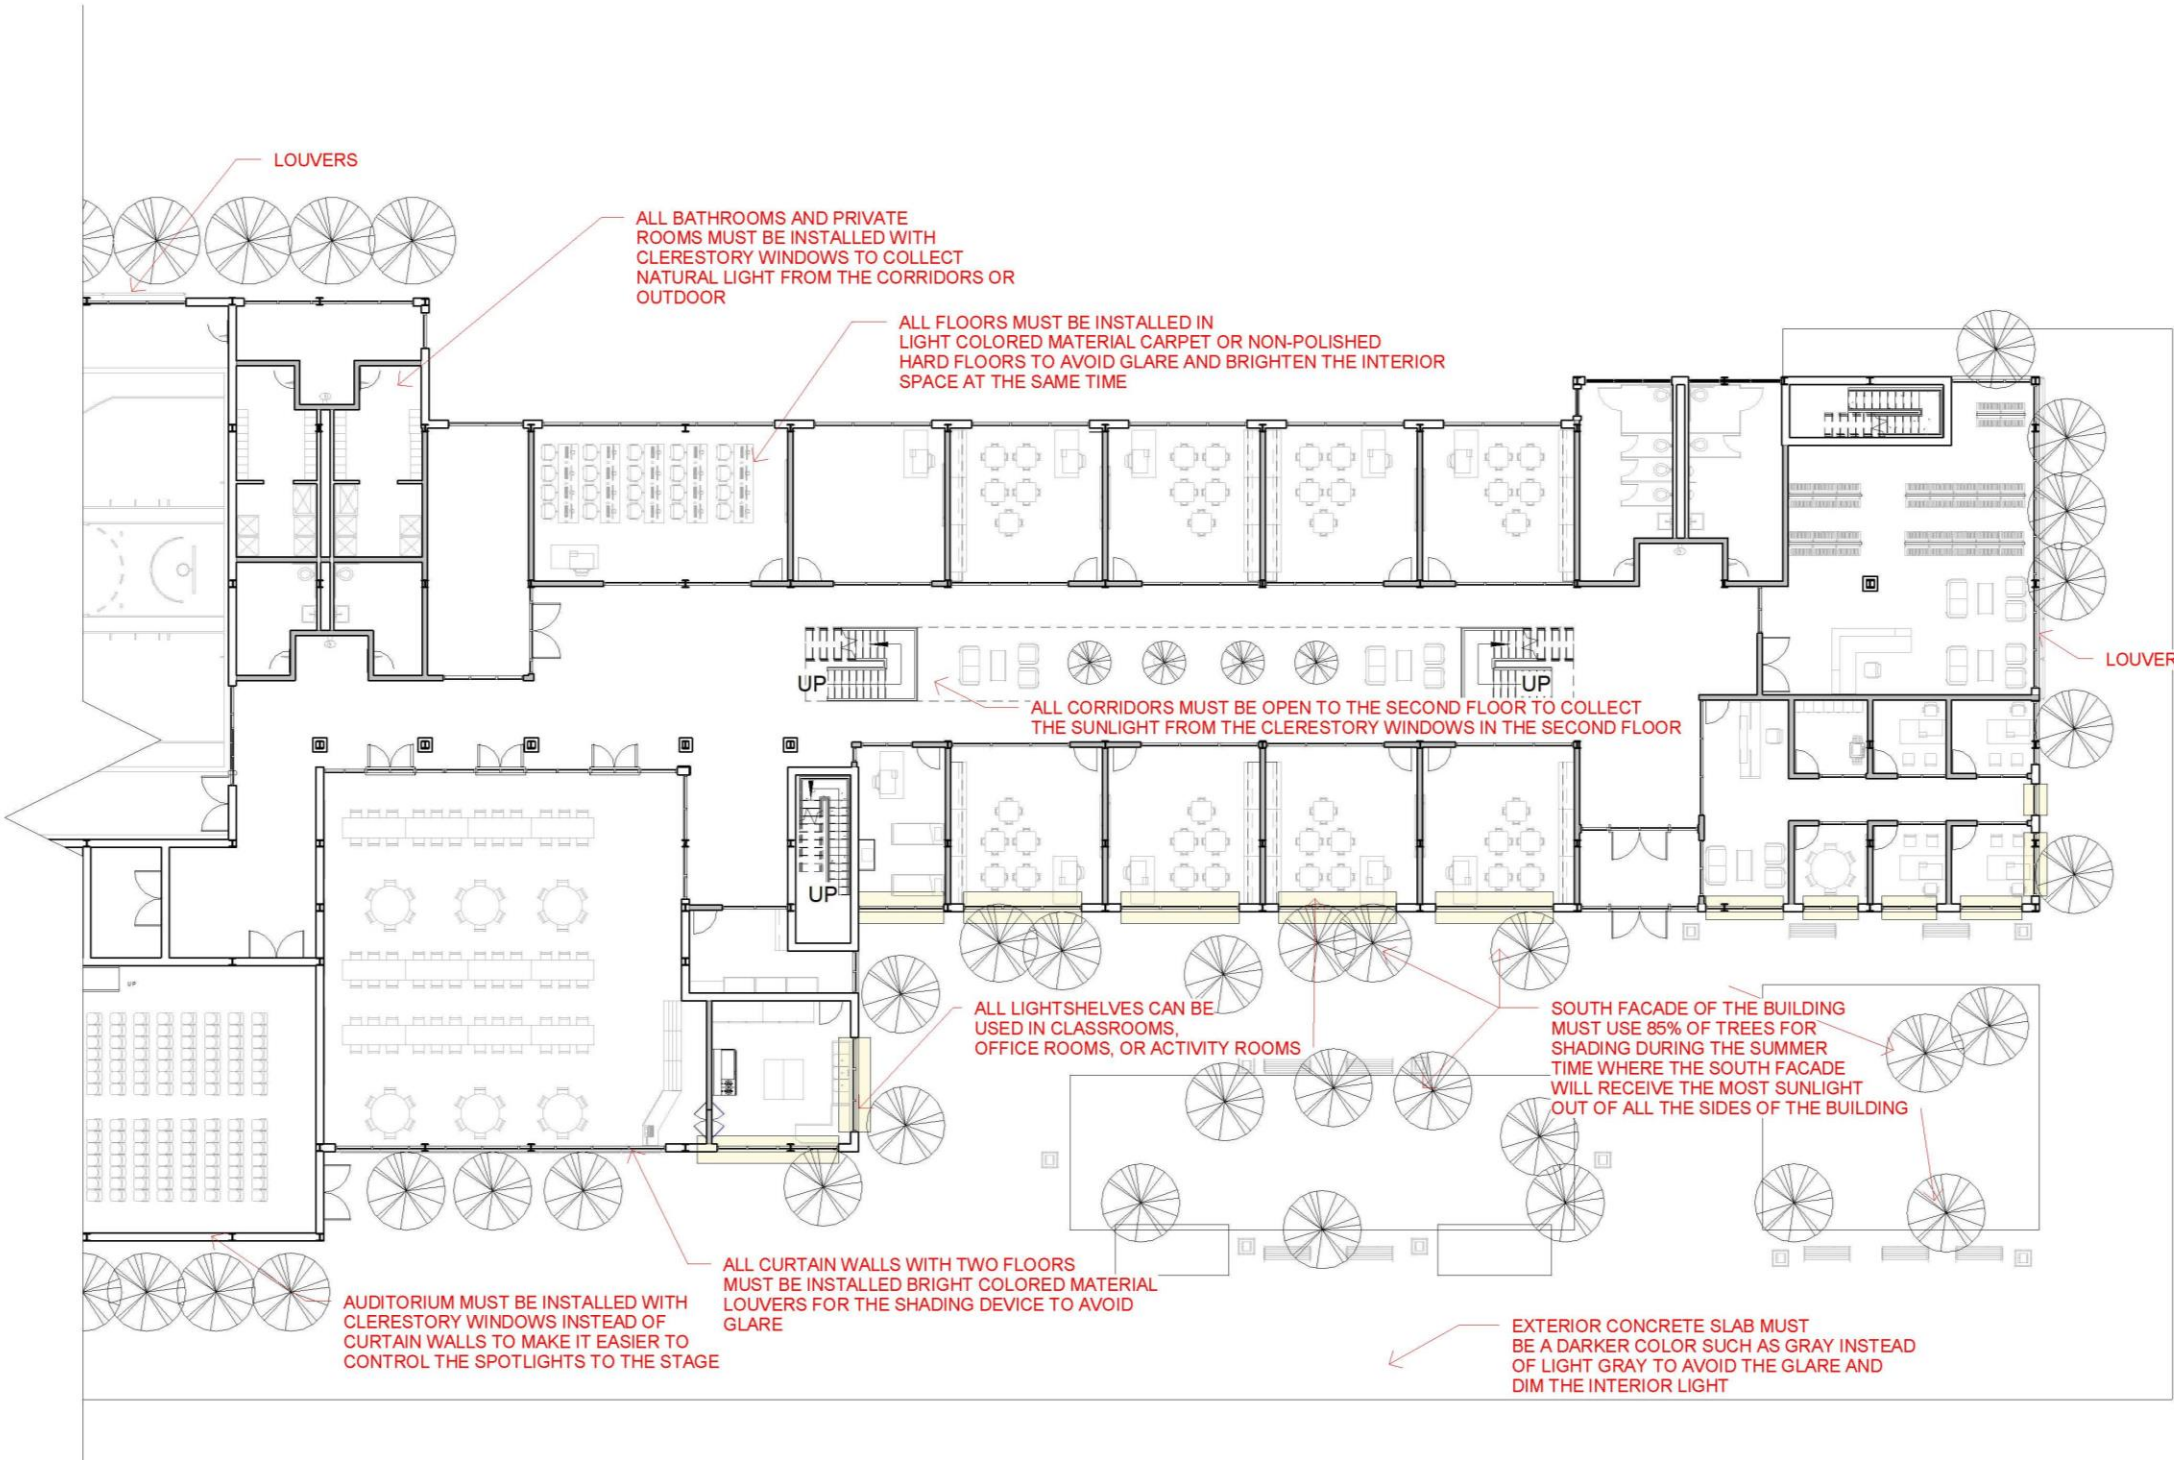 LOUVERS
ALL BATHROOMS AND PRIVATE
ROOMS MUST BE INSTALLED WITH
CLERESTORY WINDOWS TO COLLECT
NATURAL LIGHT FROM THE CORRIDORS OR
OUTDOOR
ALL FLOORS MUST BE INSTALLED IN
LIGHT COLORED MATERIAL CARPET OR NON-POLISHED
HARD FLOORS TO AVOID GLARE AND BRIGHTEN THE INTERIOR
SPACE AT THE SAME TIME
LOUVER
UP
UP
ALL CORRIDORS MUST BE OPEN TO THE SECOND FLOOR TO COLLECT
THE SUNLIGHT FROM THE CLERESTORY WINDOWS IN THE SECOND FLOOR
UP
UP
ALL LIGHTSHELVES CAN BE
USED IN CLASSROOMS,
OFFICE ROOMS, OR ACTIVITY ROOMS
SOUTH FACADE OF THE BUILDING
MUST USE 85% OF TREES FOR
SHADING DURING THE SUMMER
TIME WHERE THE SOUTH FACADE
WILL RECEIVE THE MOST SUNLIGHT
OUT OF ALL THE SIDES OF THE BUILDING
ALL CURTAIN WALLS WITH TWO FLOORS
MUST BE INSTALLED BRIGHT COLORED MATERIAL
LOUVERS FOR THE SHADING DEVICE TO AVOID
GLARE
AUDITORIUM MUST BE INSTALLED WITH
CLERESTORY WINDOWS INSTEAD OF
CURTAIN WALLS TO MAKE IT EASIER TO
CONTROL THE SPOTLIGHTS TO THE STAGE
EXTERIOR CONCRETE SLAB MUST
BE A DARKER COLOR SUCH AS GRAY INSTEAD
OF LIGHT GRAY TO AVOID THE GLARE AND
DIM THE INTERIOR LIGHT